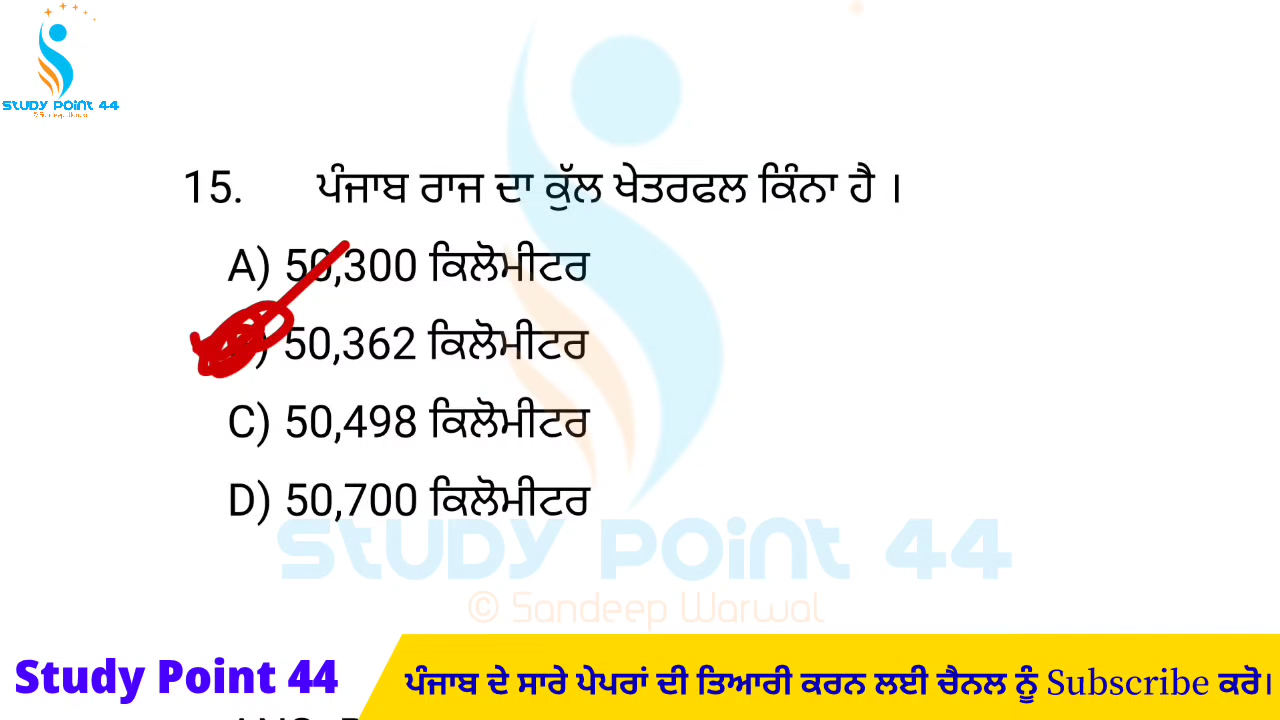 STUDY POINT 44
15. ਪੰਜਾਬ ਰਾਜ ਦਾ ਕੁੱਲ ਖੇਤਰਫਲ ਕਿੰਨਾ ਹੈ ।
A) 50,300 ਕਿਲੋਮੀਟਰ
) 50,362 ਕਿਲੋਮੀਟਰ
C) 50,498 ਕਿਲੋਮੀਟਰ
D) 50,700 ਕਿਲੋਮੀਟਰ
STUDY POINT 44
© Sandeep Warwal
Study Point 44
ਪੰਜਾਬ ਦੇ ਸਾਰੇ ਪੇਪਰਾਂ ਦੀ ਤਿਆਰੀ ਕਰਨ ਲਈ ਚੈਨਲ ਨੂੰ Subscribe ਕਰੋ।